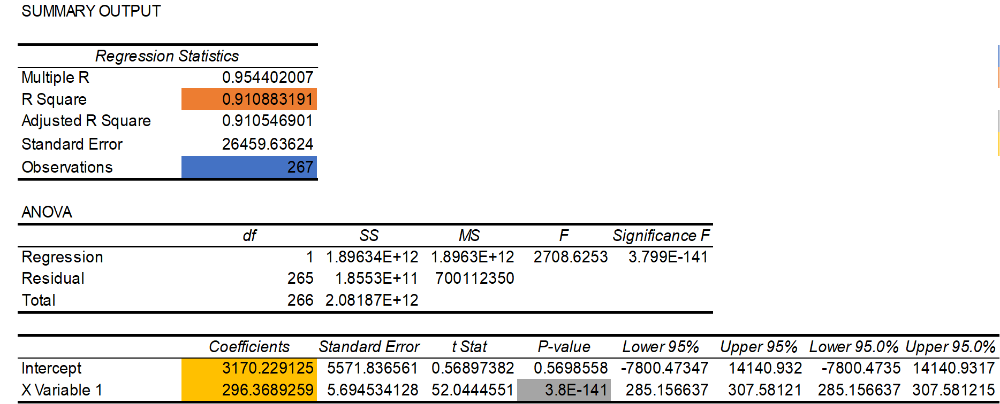 SUMMARY OUTPUT
Regression Statistics
Multiple R 0.954402007
R Square 0.910883191
Adjusted R Square 0.910546901
Standard Error 26459.63624
Observations 267
ANOVA
df SS MS F Significance F
Regression 1 1.89634E+12 1.8963E+12 2708.6253 3.799E-141
Residual 265 1.8553E+11 700112350
Total 266 2.08187E+12
Coefficients Standard Error t Stat P-value Lower 95% Upper 95% Lower 95.0% Upper 95.0%
Intercept 3170.229125 5571.836561 0.56897382 0.5698558 -7800.47347 14140.932 -7800.4735 14140.9317
X Variable 1 296.3689259 5.694534128 52.0444551 3.8E-141 285.156637 307.58121 285.156637 307.581215